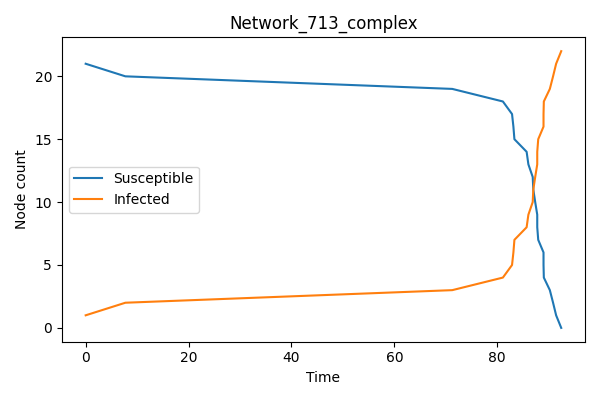 Network_713_complex
Node count
20
15
10
5
0
Susceptible
Infected
0 20 40 60 80
Time